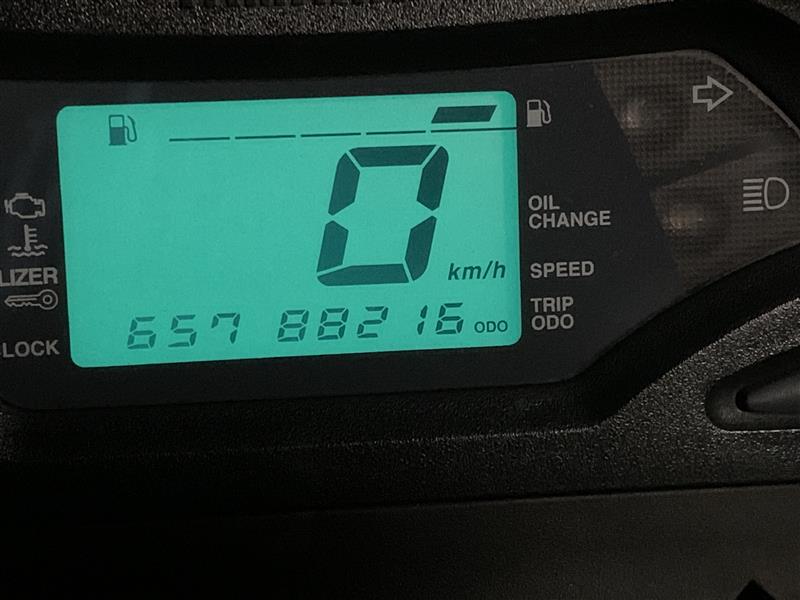 0 km/h
657 88216 ODO
OIL
CHANGE
SPEED
TRIP
ODO
LIZER
LOCK